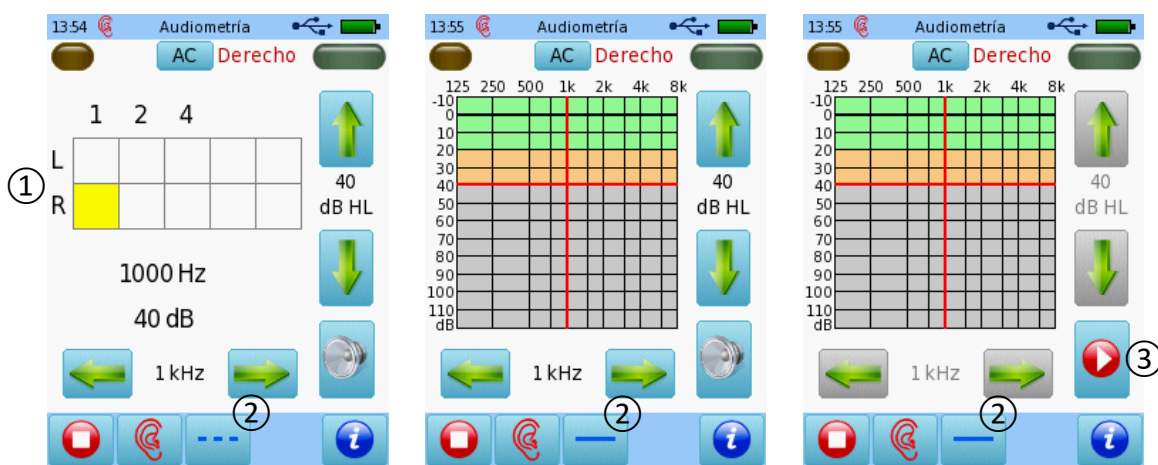 13:54 Audiometría
AC Derecho
1 2 4
L
① R
40
dB HL
1000 Hz
40 dB
1 kHz
②
i
13:55 Audiometría
AC Derecho
125 250 500 1k 2k 4k 8k
-10
0
10
20
30
40
50
60
70
80
90
100
110
dB
40
dB HL
1 kHz
②
i
13:55 Audiometría
AC Derecho
125 250 500 1k 2k 4k 8k
-10
0
10
20
30
40
50
60
70
80
90
100
110
dB
40
dB HL
③
1 kHz
②
i